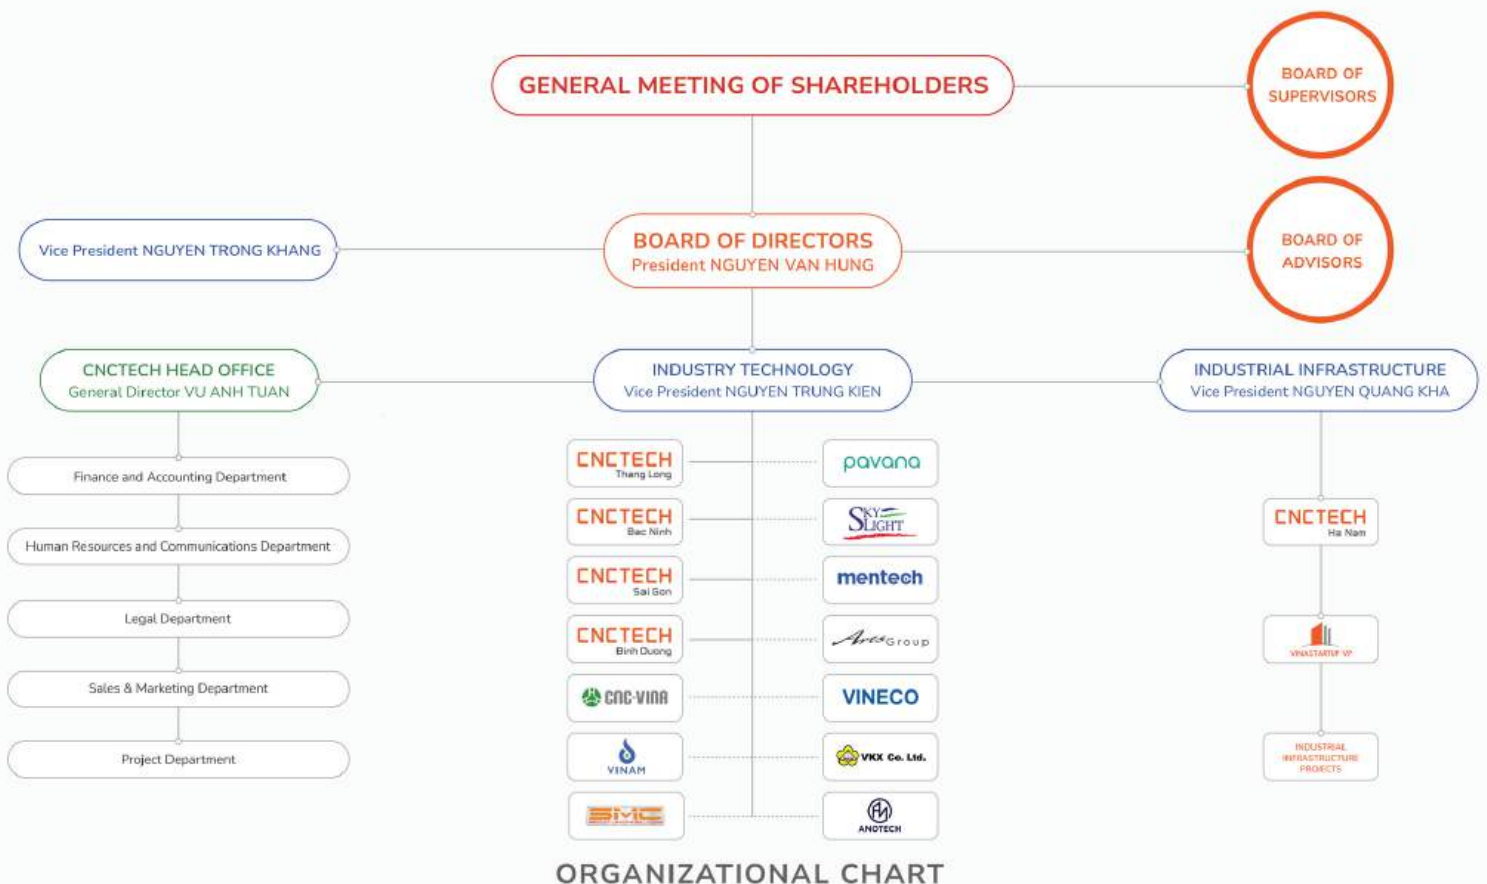 GENERAL MEETING OF SHAREHOLDERS
BOARD OF
SUPERVISORS
Vice President NGUYEN TRONG KHANG
BOARD OF DIRECTORS
President NGUYEN VAN HUNG
BOARD OF
ADVISORS
CNCTECH HEAD OFFICE
General Director VU ANH TUAN
INDUSTRY TECHNOLOGY
Vice President NGUYEN TRUNG KIEN
INDUSTRIAL INFRASTRUCTURE
Vice President NGUYEN QUANG KHA
Finance and Accounting Department
Human Resources and Communications Department
Legal Department
Sales & Marketing Department
Project Department
CNCTECH
Thang Long
pavana
CNCTECH
Bac Ninh
SKY
LIGHT
CNCTECH
Sai Gon
mentech
CNCTECH
Binh Duong
Ares Group
CNC-VINA
VINECO
VINAM
VKX Co. Ltd.
SMC
ANOTECH
CNCTECH
Ha Nam
VINASTARTUP VP
INDUSTRIAL
INFRASTRUCTURE
PROJECTS
ORGANIZATIONAL CHART